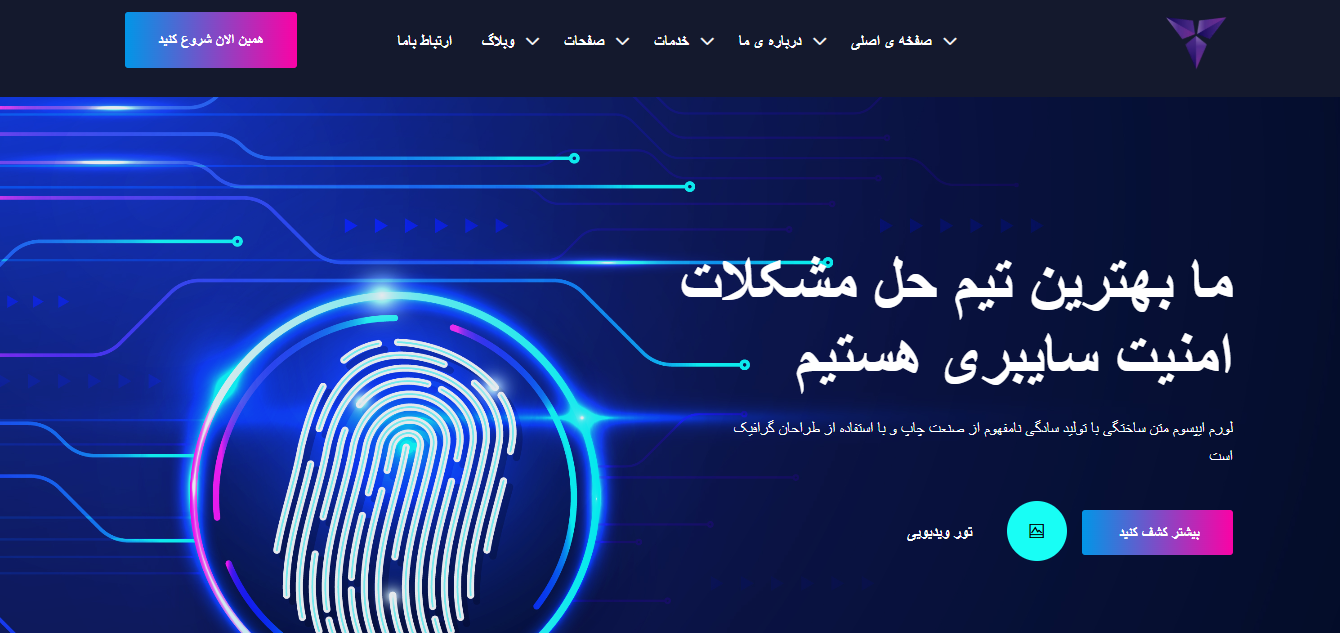 صفخه ی اصلی
درباره ی ما
خدمات
صفحات
وبلاگ
ارتباط باما
همین الان شروع کنید
ما بهترین تیم حل مشکلات
امنیت سایبری هستیم
لورم ایپسوم متن ساختگی با تولید سادگی نامفهوم از صنعت چاپ و با استفاده از طراحان گرافیک
است
بیشتر کشف کنید
تور ویدیویی